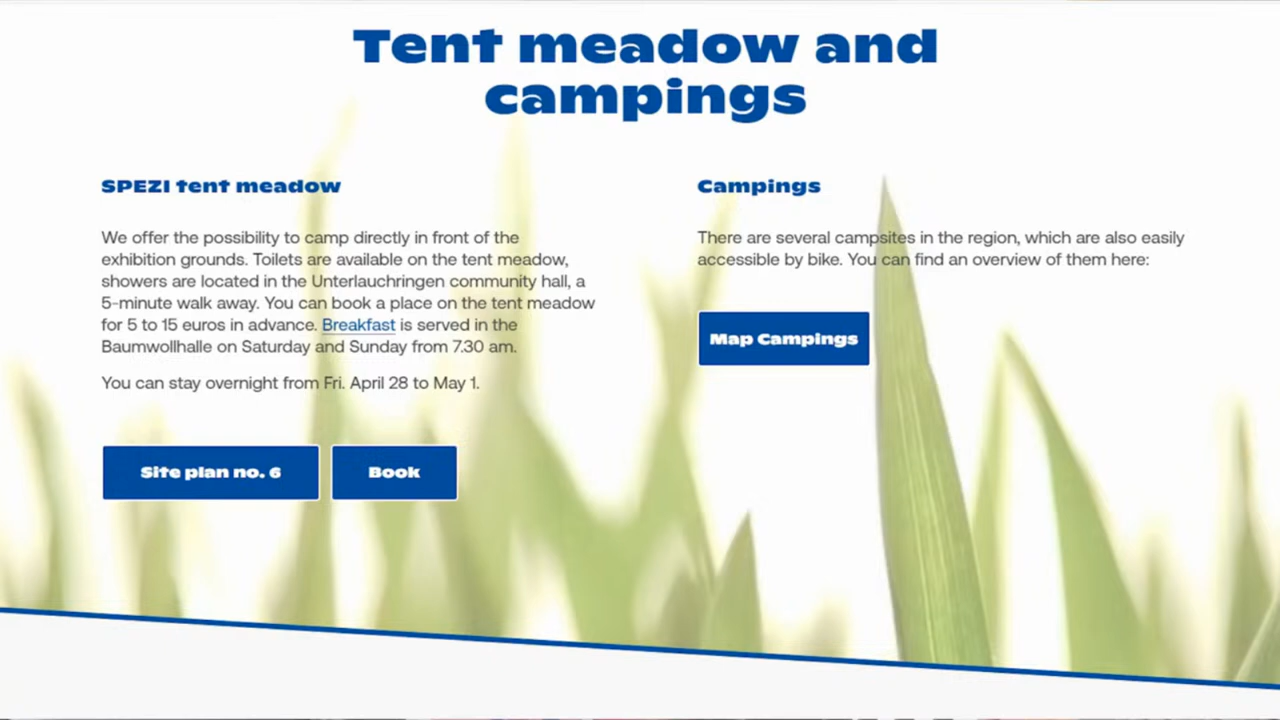 Tent meadow and
campings
SPEZI tent meadow
We offer the possibility to camp directly in front of the
exhibition grounds. Toilets are available on the tent meadow,
showers are located in the Unterlauchringen community hall, a
5-minute walk away. You can book a place on the tent meadow
for 5 to 15 euros in advance. Breakfast is served in the
Baumwollhalle on Saturday and Sunday from 7.30 am.
You can stay overnight from Fri. April 28 to May 1.
Site plan no. 6
Book
Campings
There are several campsites in the region, which are also easily
accessible by bike. You can find an overview of them here:
Map Campings